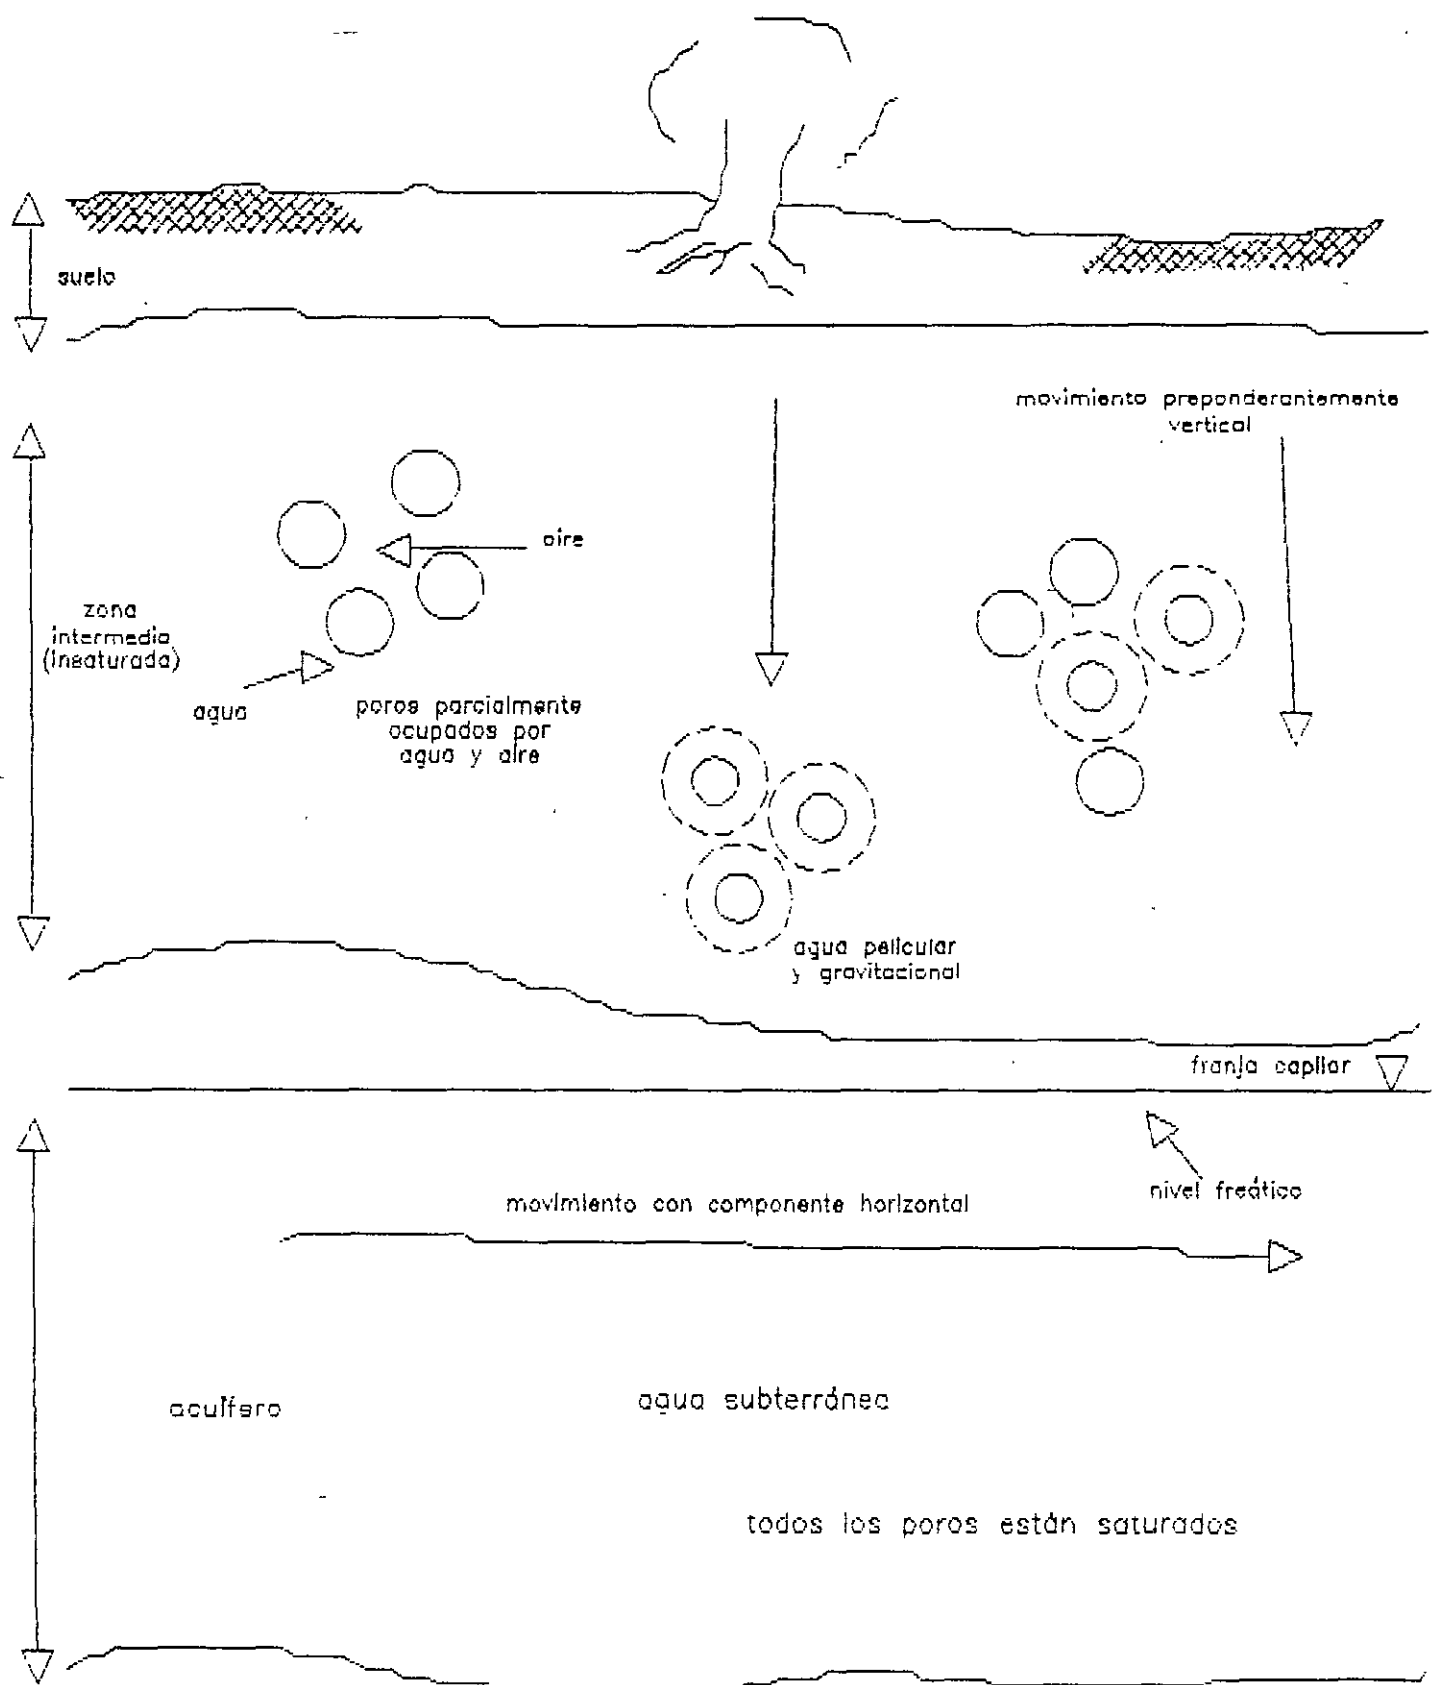 suelo
movimiento preponderantemente
vertical
aire
zona
intermedia
(insaturada)
agua
poros parcialmente
ocupados por
agua y aire
agua pelicular
y gravitacional
franja capilar
nivel freático
movimiento con componente horizontal
acuífero
agua subterránea
todos los poros están saturados